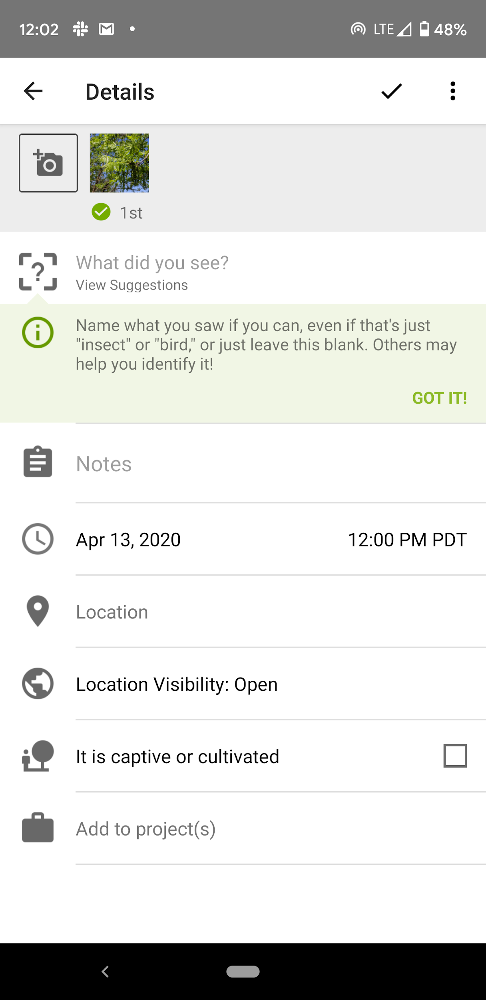 12:02 LTE 48%
Details
1st
What did you see?
View Suggestions
Name what you saw if you can, even if that's just
"insect" or "bird," or just leave this blank. Others may
help you identify it!
GOT IT!
Notes
Apr 13, 2020 12:00 PM PDT
Location
Location Visibility: Open
It is captive or cultivated
Add to project(s)